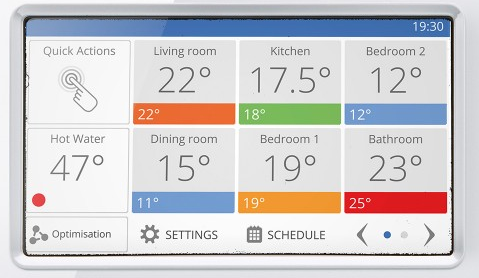 19:30
Quick Actions
Living room
22°
22°
Kitchen
17.5°
18°
Bedroom 2
12°
12°
Hot Water
47°
Dining room
15°
11°
Bedroom 1
19°
19°
Bathroom
23°
25°
Optimisation
SETTINGS
SCHEDULE